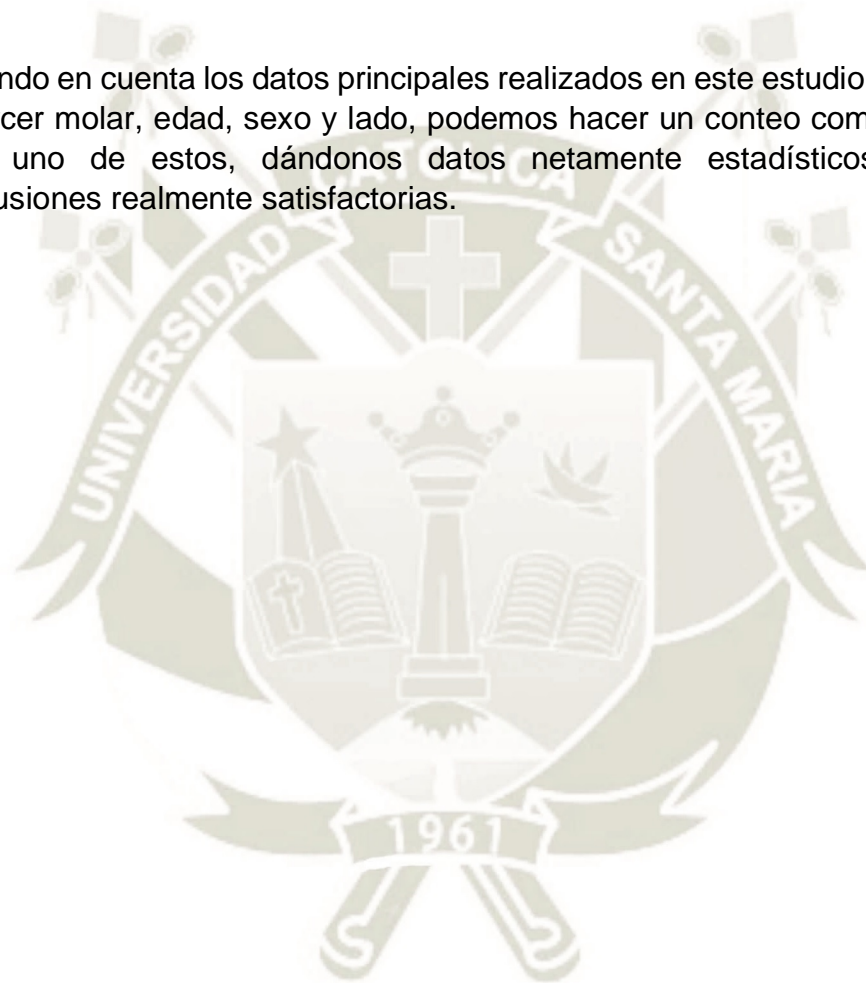 ndo en cuenta los datos principales realizados en este estudio
cer molar, edad, sexo y lado, podemos hacer un conteo com
uno de estos, dándonos datos netamente estadísticos
usiones realmente satisfactorias.
UNIVERSIDAD CATOLICA SANTA MARIA
1961